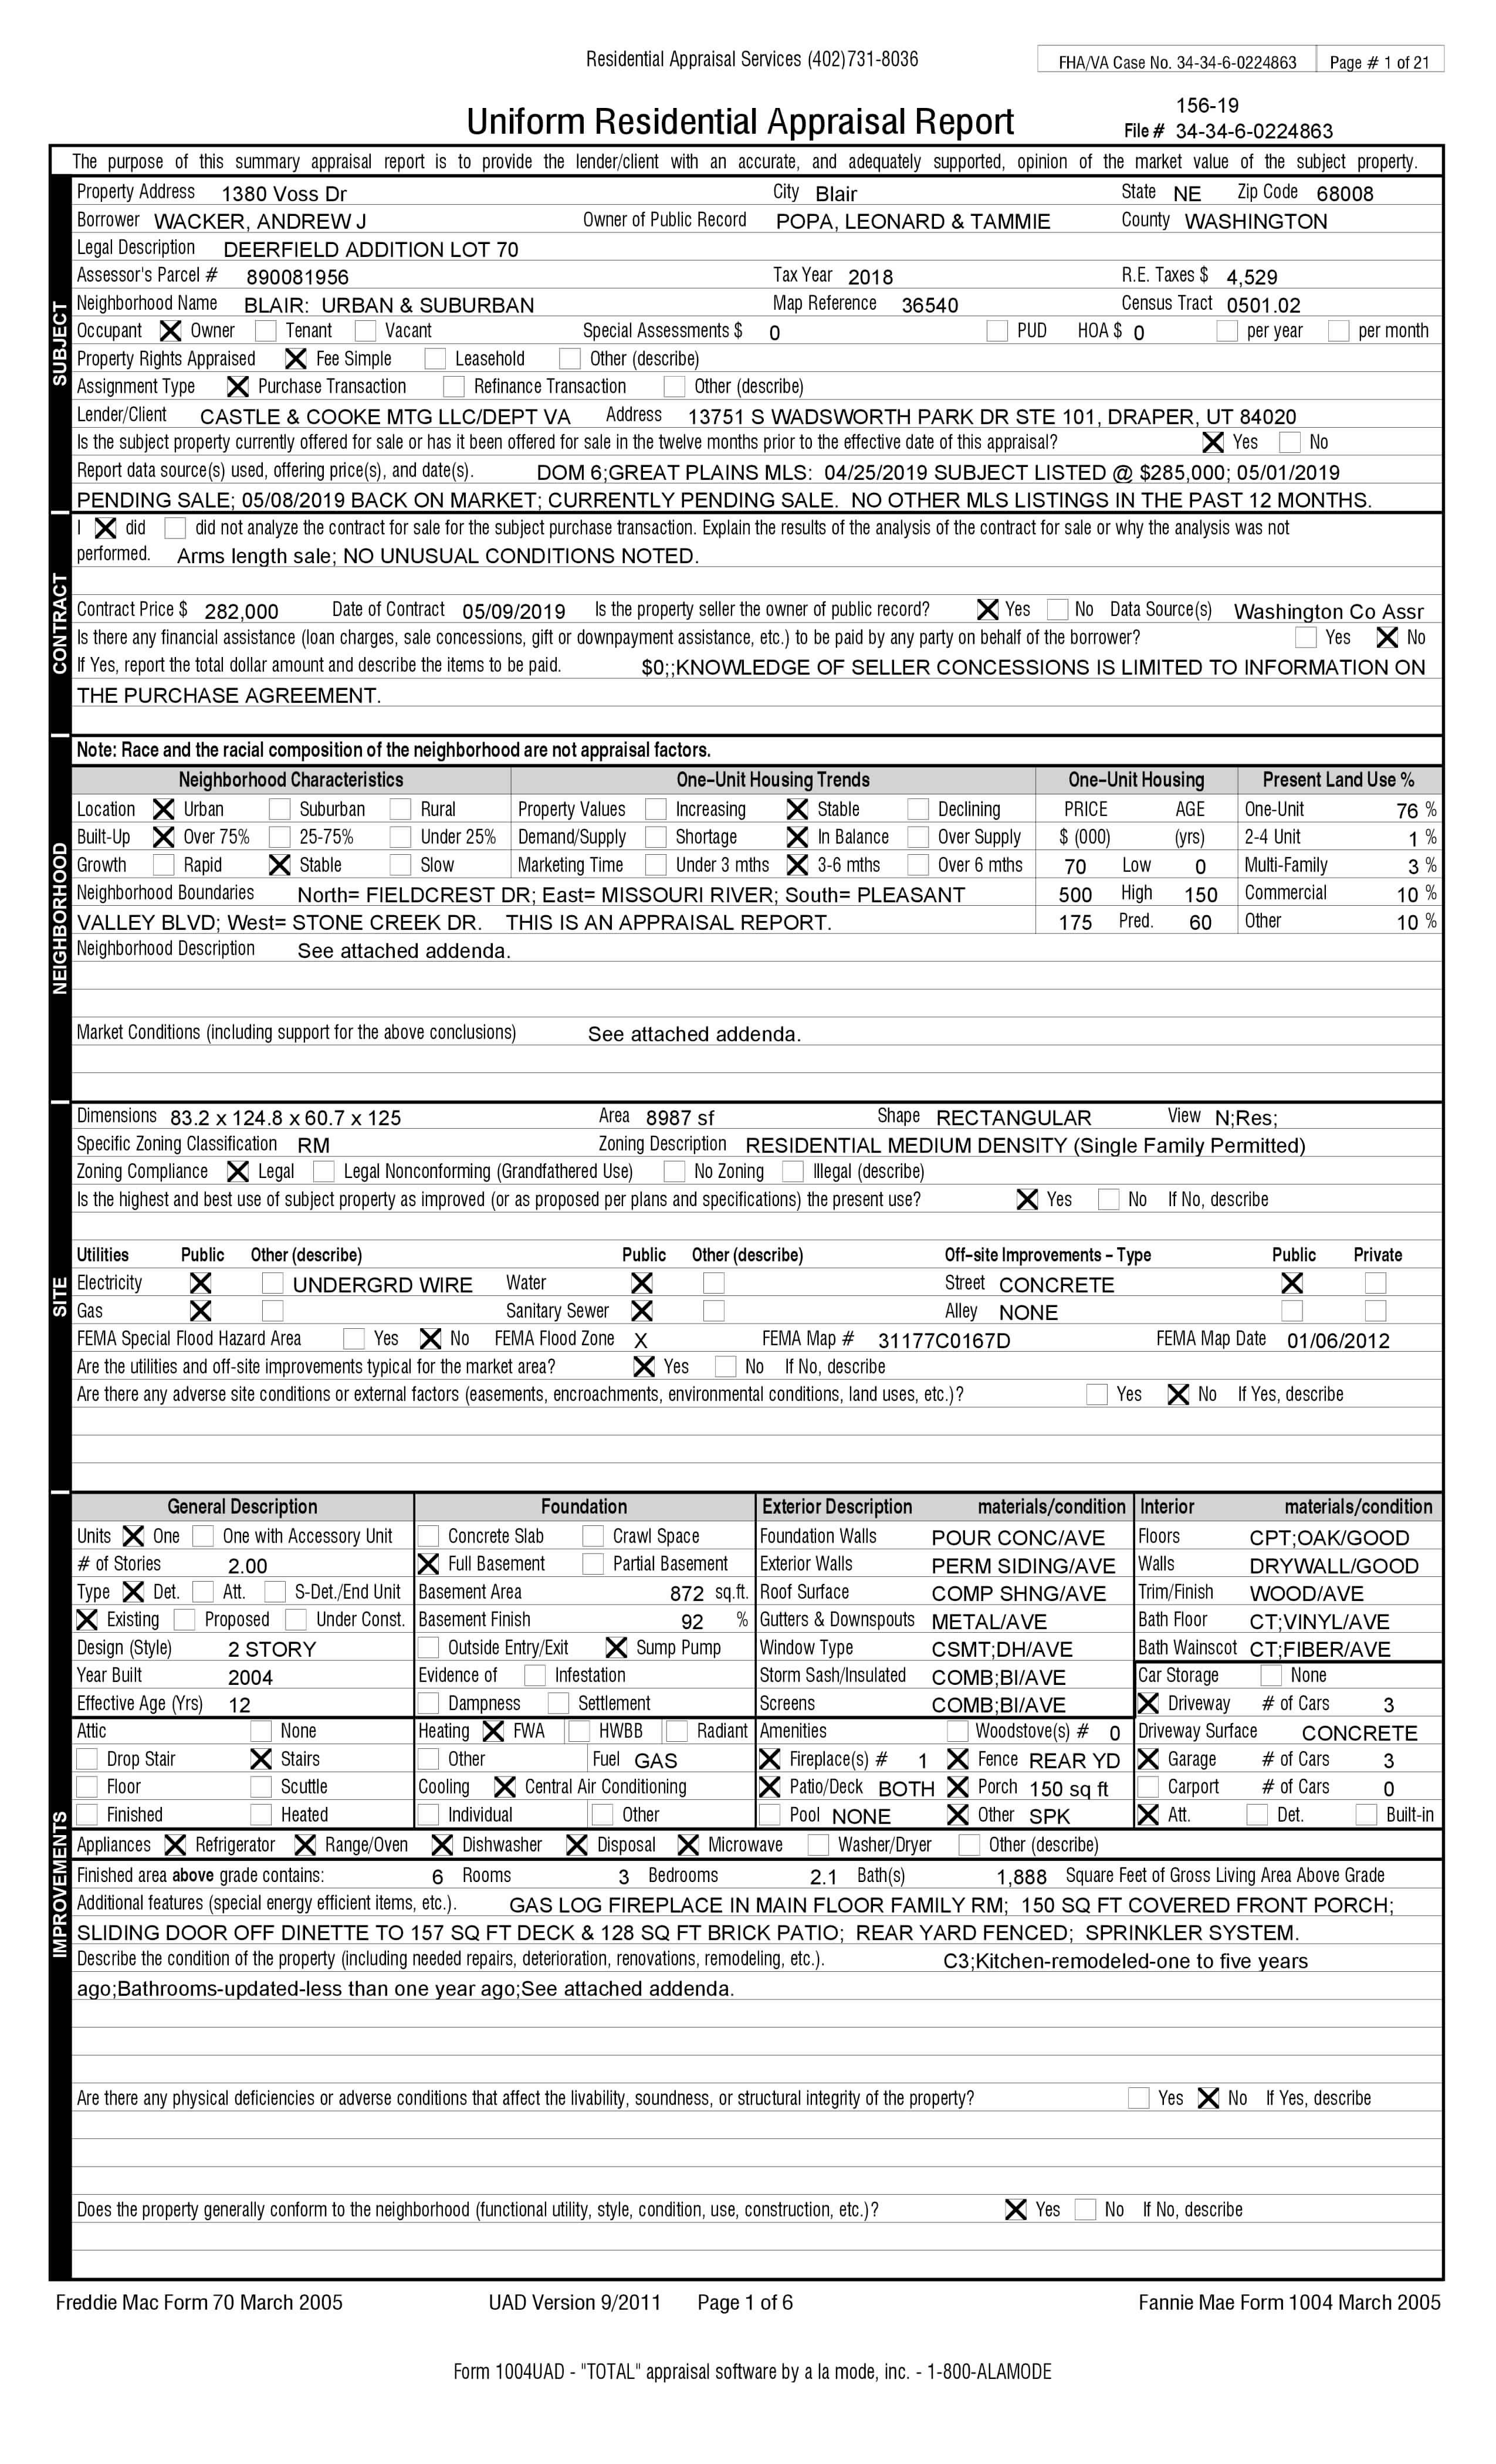 Residential Appraisal Services (402)731-8036
FHA/VA Case No. 34-34-6-0224863 Page # 1 of 21
156-19
Uniform Residential Appraisal Report File # 34-34-6-0224863
The purpose of this summary appraisal report is to provide the lender/client with an accurate, and adequately supported, opinion of the market value of the subject property.
SUBJECT
Property Address 1380 Voss Dr City Blair State NE Zip Code 68008
Borrower WACKER, ANDREW J Owner of Public Record POPA, LEONARD & TAMMIE County WASHINGTON
Legal Description DEERFIELD ADDITION LOT 70
Assessor's Parcel # 890081956 Tax Year 2018 R.E. Taxes $ 4,529
Neighborhood Name BLAIR: URBAN & SUBURBAN Map Reference 36540 Census Tract 0501.02
Occupant X Owner Tenant Vacant Special Assessments $ 0 PUD HOA $ 0 per year per month
Property Rights Appraised X Fee Simple Leasehold Other (describe)
Assignment Type X Purchase Transaction Refinance Transaction Other (describe)
Lender/Client CASTLE & COOKE MTG LLC/DEPT VA Address 13751 S WADSWORTH PARK DR STE 101, DRAPER, UT 84020
Is the subject property currently offered for sale or has it been offered for sale in the twelve months prior to the effective date of this appraisal? X Yes No
Report data source(s) used, offering price(s), and date(s). DOM 6;GREAT PLAINS MLS: 04/25/2019 SUBJECT LISTED @ $285,000; 05/01/2019
PENDING SALE; 05/08/2019 BACK ON MARKET; CURRENTLY PENDING SALE. NO OTHER MLS LISTINGS IN THE PAST 12 MONTHS.
CONTRACT
I X did did not analyze the contract for sale for the subject purchase transaction. Explain the results of the analysis of the contract for sale or why the analysis was not
performed. Arms length sale; NO UNUSUAL CONDITIONS NOTED.
Contract Price $ 282,000 Date of Contract 05/09/2019 Is the property seller the owner of public record? X Yes No Data Source(s) Washington Co Assr
Is there any financial assistance (loan charges, sale concessions, gift or downpayment assistance, etc.) to be paid by any party on behalf of the borrower? Yes X No
If Yes, report the total dollar amount and describe the items to be paid. $0;;KNOWLEDGE OF SELLER CONCESSIONS IS LIMITED TO INFORMATION ON
THE PURCHASE AGREEMENT.
NEIGHBORHOOD
Note: Race and the racial composition of the neighborhood are not appraisal factors.
Neighborhood Characteristics One-Unit Housing Trends One-Unit Housing Present Land Use %
Location X Urban Suburban Rural Property Values Increasing X Stable Declining PRICE AGE One-Unit 76 %
Built-Up X Over 75% 25-75% Under 25% Demand/Supply Shortage X In Balance Over Supply $ (000) (yrs) 2-4 Unit 1 %
Growth Rapid X Stable Slow Marketing Time Under 3 mths X 3-6 mths Over 6 mths 70 Low 0 Multi-Family 3 %
Neighborhood Boundaries North= FIELDCREST DR; East= MISSOURI RIVER; South= PLEASANT 500 High 150 Commercial 10 %
VALLEY BLVD; West= STONE CREEK DR. THIS IS AN APPRAISAL REPORT. 175 Pred. 60 Other 10 %
Neighborhood Description See attached addenda.
Market Conditions (including support for the above conclusions) See attached addenda.
SITE
Dimensions 83.2 x 124.8 x 60.7 x 125 Area 8987 sf Shape RECTANGULAR View N;Res;
Specific Zoning Classification RM Zoning Description RESIDENTIAL MEDIUM DENSITY (Single Family Permitted)
Zoning Compliance X Legal Legal Nonconforming (Grandfathered Use) No Zoning Illegal (describe)
Is the highest and best use of subject property as improved (or as proposed per plans and specifications) the present use? X Yes No If No, describe
Utilities Public Other (describe) Public Other (describe) Off-site Improvements - Type Public Private
Electricity X UNDERGRD WIRE Water X Street CONCRETE X
Gas X Sanitary Sewer X Alley NONE
FEMA Special Flood Hazard Area Yes X No FEMA Flood Zone X FEMA Map # 31177C0167D FEMA Map Date 01/06/2012
Are the utilities and off-site improvements typical for the market area? X Yes No If No, describe
Are there any adverse site conditions or external factors (easements, encroachments, environmental conditions, land uses, etc.)? Yes X No If Yes, describe
IMPROVEMENTS
General Description Foundation Exterior Description materials/condition Interior materials/condition
Units X One One with Accessory Unit Concrete Slab Crawl Space Foundation Walls POUR CONC/AVE Floors CPT;OAK/GOOD
# of Stories 2.00 X Full Basement Partial Basement Exterior Walls PERM SIDING/AVE Walls DRYWALL/GOOD
Type X Det. Att. S-Det./End Unit Basement Area 872 sq.ft. Roof Surface COMP SHNG/AVE Trim/Finish WOOD/AVE
X Existing Proposed Under Const. Basement Finish 92 % Gutters & Downspouts METAL/AVE Bath Floor CT;VINYL/AVE
Design (Style) 2 STORY Outside Entry/Exit X Sump Pump Window Type CSMT;DH/AVE Bath Wainscot CT;FIBER/AVE
Year Built 2004 Evidence of Infestation Storm Sash/Insulated COMB;BI/AVE Car Storage None
Effective Age (Yrs) 12 Dampness Settlement Screens COMB;BI/AVE X Driveway # of Cars 3
Attic None Heating X FWA HWBB Radiant Amenities Woodstove(s) # 0 Driveway Surface CONCRETE
Drop Stair X Stairs Other Fuel GAS X Fireplace(s) # 1 X Fence REAR YD X Garage # of Cars 3
Floor Scuttle Cooling X Central Air Conditioning X Patio/Deck BOTH X Porch 150 sq ft Carport # of Cars 0
Finished Heated Individual Other Pool NONE X Other SPK X Att. Det. Built-in
Appliances X Refrigerator X Range/Oven X Dishwasher X Disposal X Microwave Washer/Dryer Other (describe)
Finished area above grade contains: 6 Rooms 3 Bedrooms 2.1 Bath(s) 1,888 Square Feet of Gross Living Area Above Grade
Additional features (special energy efficient items, etc.). GAS LOG FIREPLACE IN MAIN FLOOR FAMILY RM; 150 SQ FT COVERED FRONT PORCH;
SLIDING DOOR OFF DINETTE TO 157 SQ FT DECK & 128 SQ FT BRICK PATIO; REAR YARD FENCED; SPRINKLER SYSTEM.
Describe the condition of the property (including needed repairs, deterioration, renovations, remodeling, etc.). C3;Kitchen-remodeled-one to five years
ago;Bathrooms-updated-less than one year ago;See attached addenda.
Are there any physical deficiencies or adverse conditions that affect the livability, soundness, or structural integrity of the property? Yes X No If Yes, describe
Does the property generally conform to the neighborhood (functional utility, style, condition, use, construction, etc.)? X Yes No If No, describe
Freddie Mac Form 70 March 2005 UAD Version 9/2011 Page 1 of 6 Fannie Mae Form 1004 March 2005
Form 1004UAD - "TOTAL" appraisal software by a la mode, inc. - 1-800-ALAMODE